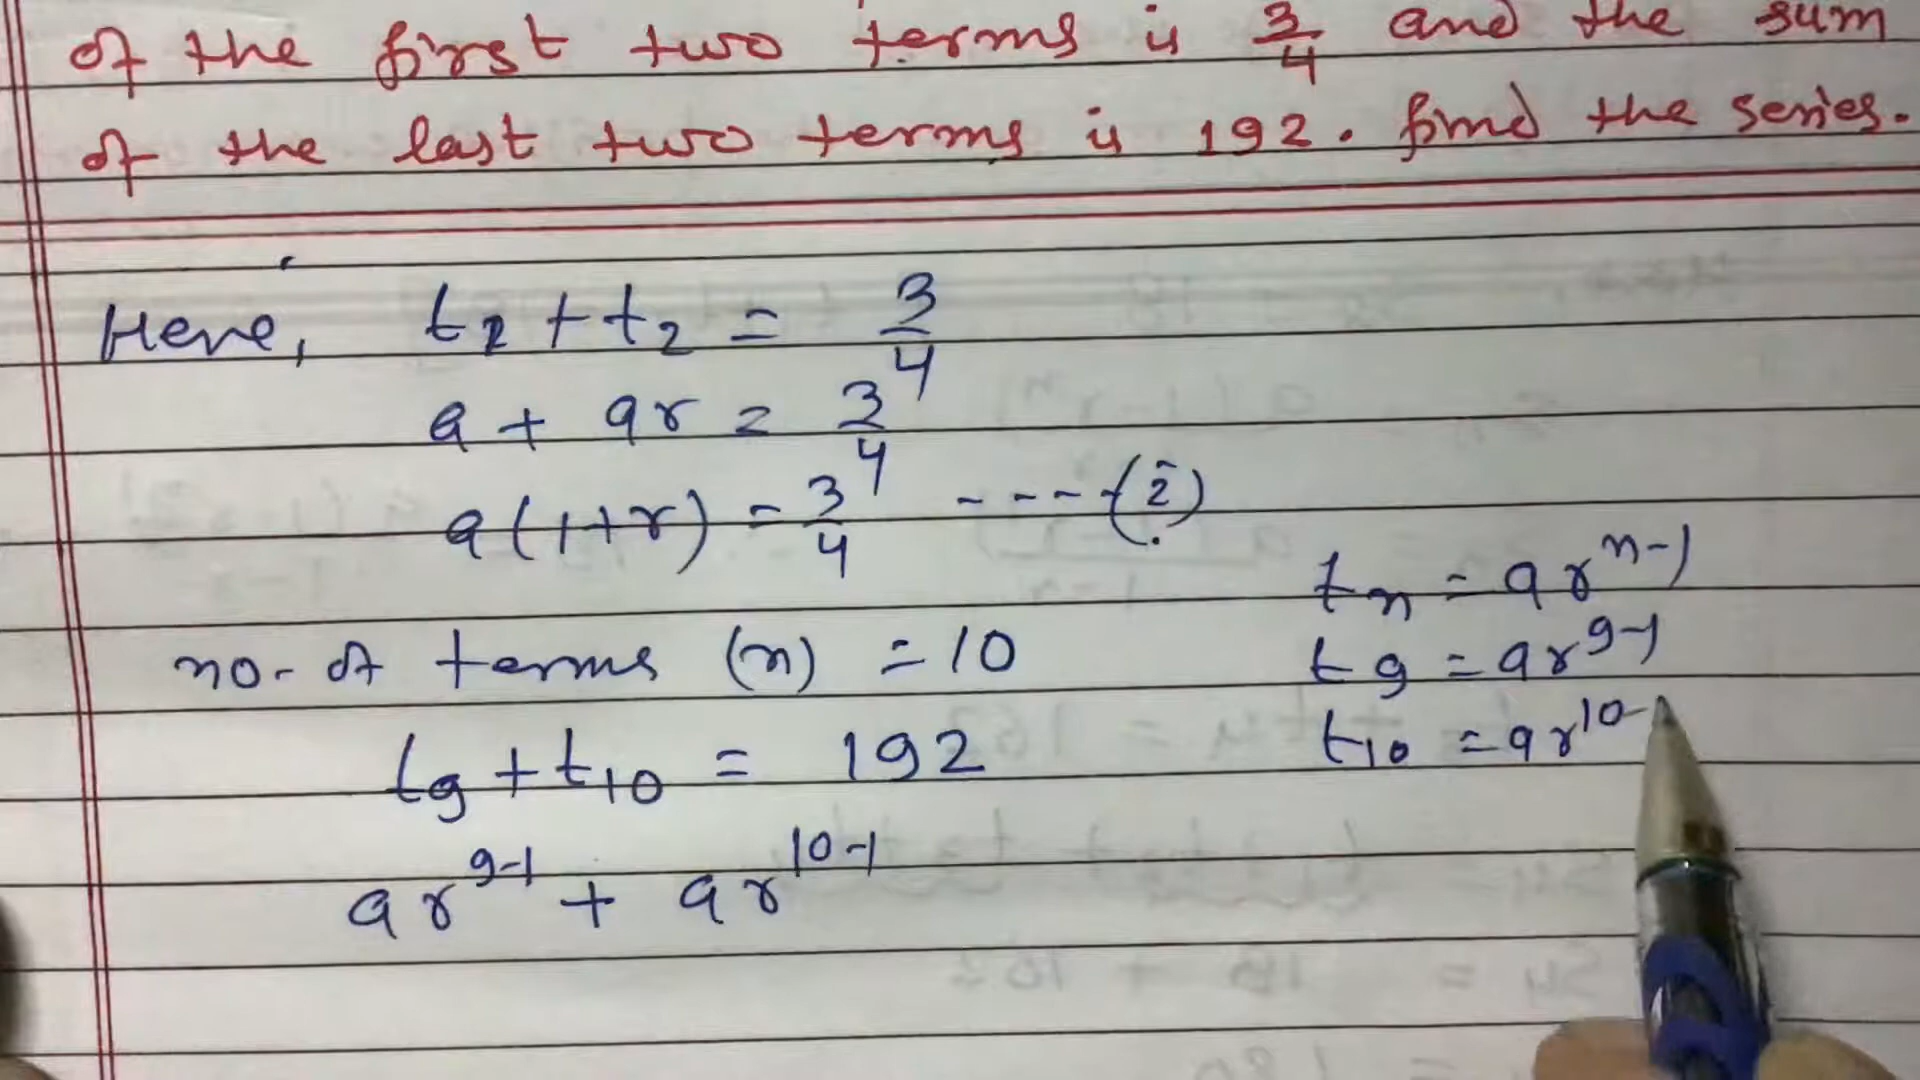 of the first two terms is 3/4 and the sum
of the last two terms is 192. find the series.
Here, t1 + t2 = 3/4
a + ar = 3/4
a(1+r) = 3/4 ----(i)
no. of terms (n) = 10
t9 + t10 = 192
ar^9-1 + ar^10-1
tn = ar^n-1
t9 = ar^9-1
t10 = ar^10-